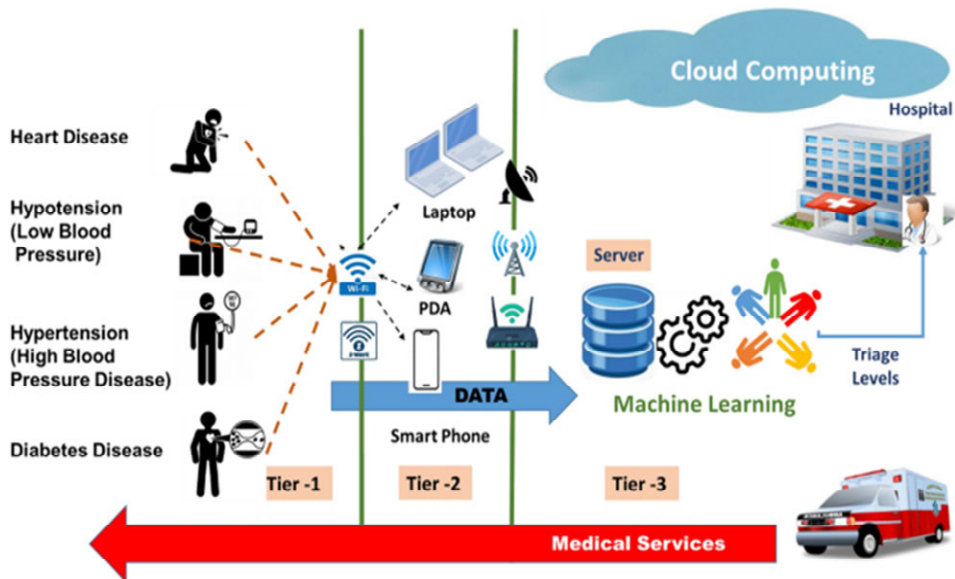 Cloud Computing
Hospital
Heart Disease
Hypotension
(Low Blood
Pressure)
Hypertension
(High Blood
Pressure Disease)
Diabetes Disease
Wi-Fi
Laptop
PDA
Smart Phone
DATA
Server
Machine Learning
Triage
Levels
Tier -1
Tier -2
Tier -3
Medical Services